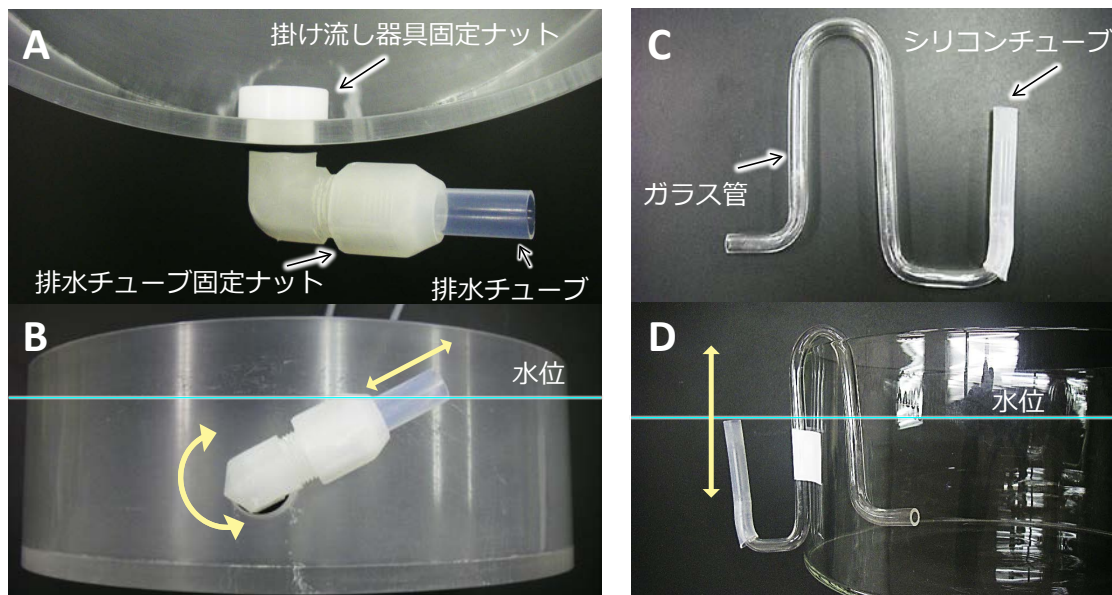 A
掛け流し器具固定ナット
排水チューブ固定ナット
排水チューブ
B
水位
C
シリコンチューブ
ガラス管
D
水位